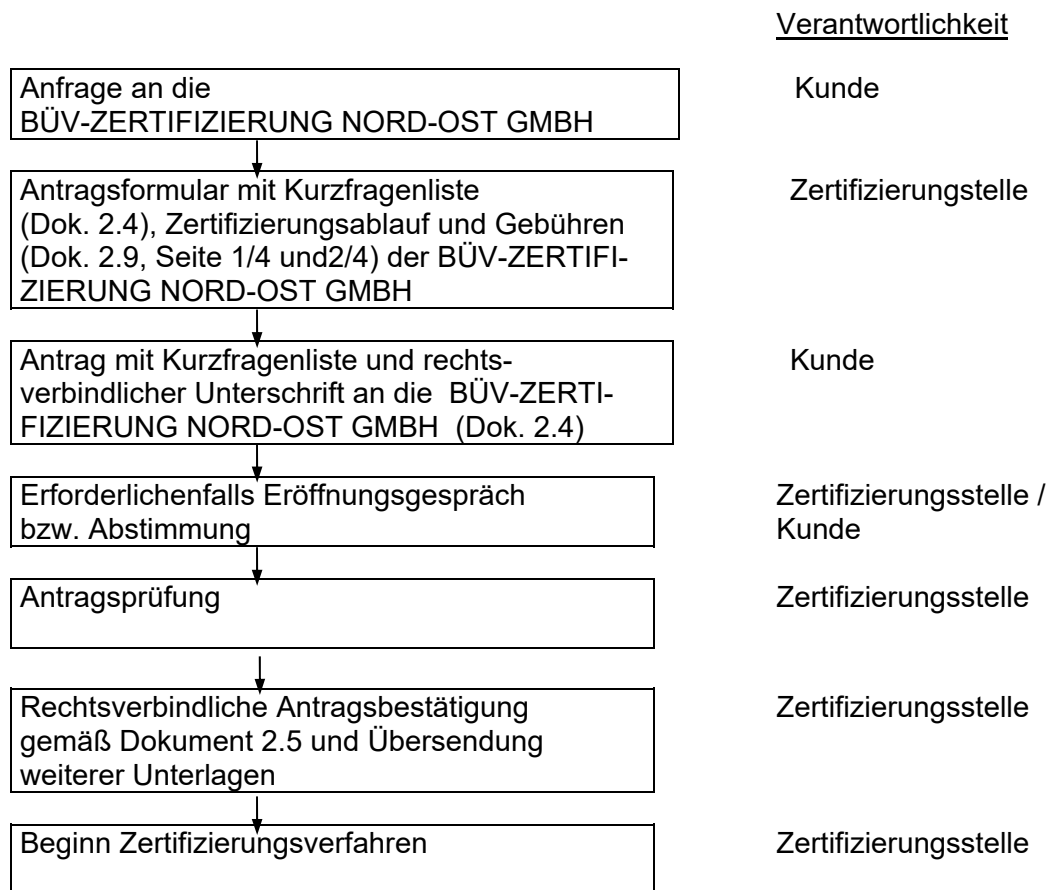 Verantwortlichkeit
Anfrage an die Kunde
BÜV-ZERTIFIZIERUNG NORD-OST GMBH
Antragsformular mit Kurzfragenliste Zertifizierungstelle
(Dok. 2.4), Zertifizierungsablauf und Gebühren
(Dok. 2.9, Seite 1/4 und2/4) der BÜV-ZERTIFI-
ZIERUNG NORD-OST GMBH
Antrag mit Kurzfragenliste und rechts- Kunde
verbindlicher Unterschrift an die BÜV-ZERTI-
FIZIERUNG NORD-OST GMBH (Dok. 2.4)
Erforderlichenfalls Eröffnungsgespräch Zertifizierungsstelle /
bzw. Abstimmung Kunde
Antragsprüfung Zertifizierungsstelle
Rechtsverbindliche Antragsbestätigung Zertifizierungsstelle
gemäß Dokument 2.5 und Übersendung
weiterer Unterlagen
Beginn Zertifizierungsverfahren Zertifizierungsstelle